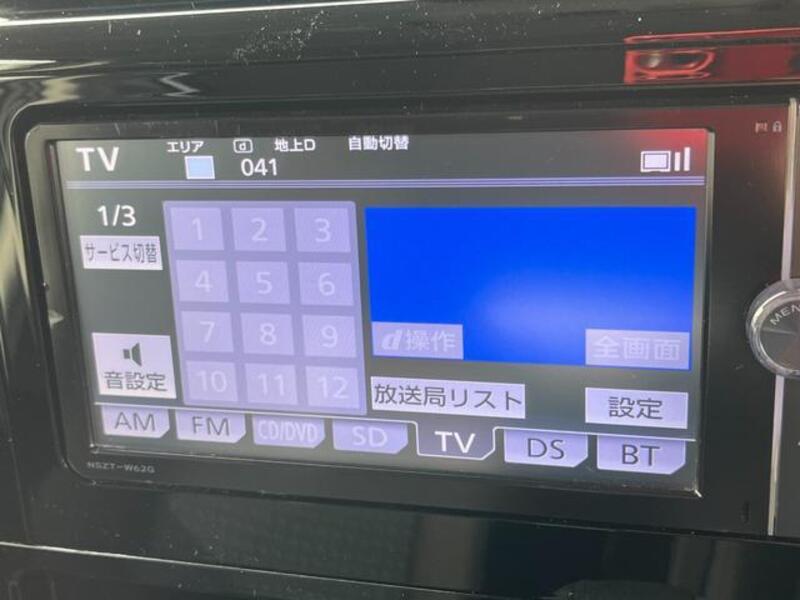 TV エリア d 地上D 自動切替
041
1/3
サービス切替
1 2 3
4 5 6
7 8 9
10 11 12
d操作 全画面
音設定
放送局リスト 設定
AM FM CD/DVD SD TV DS BT
NSZT-W62G
MENU